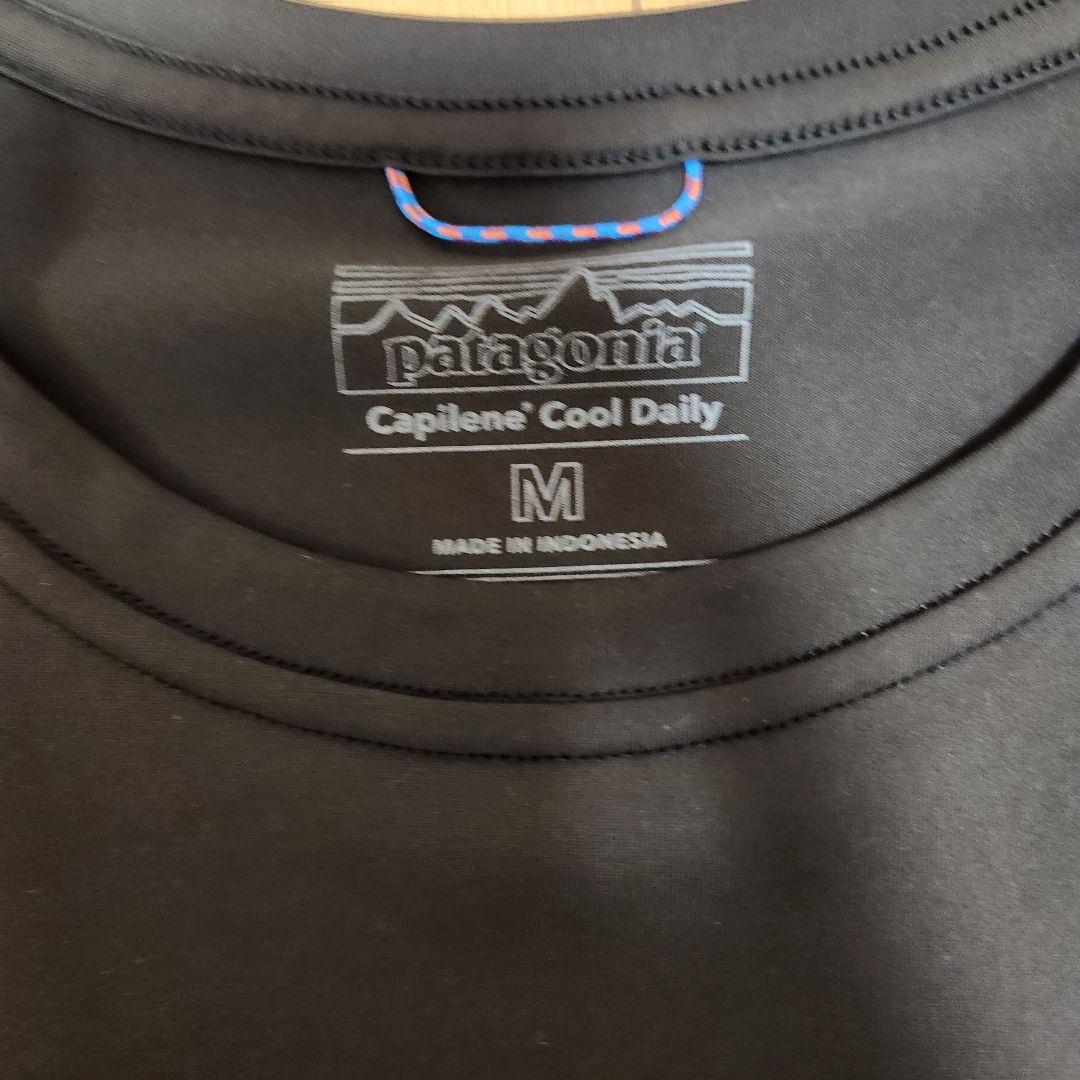 patagonia®
Capilene® Cool Daily
M
MADE IN INDONESIA